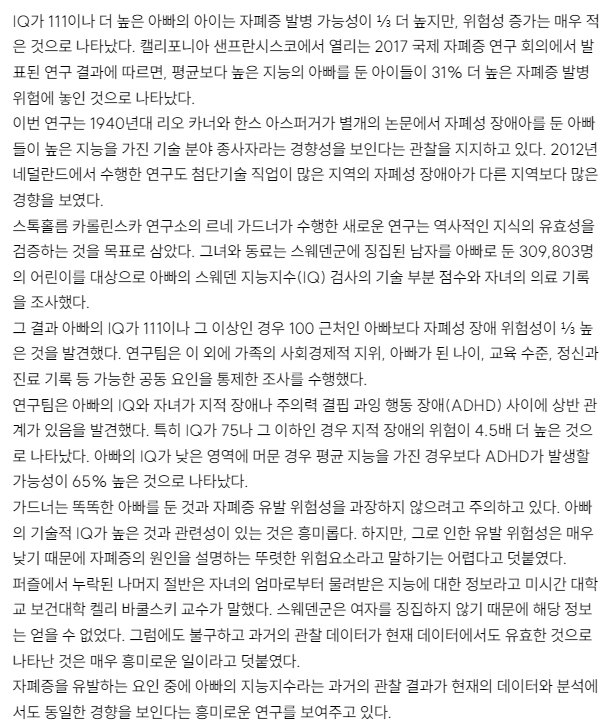 IQ가 111이나 더 높은 아빠의 아이는 자폐증 발병 가능성이 ⅓ 더 높지만, 위험성 증가는 매우 적
은 것으로 나타났다. 캘리포니아 샌프란시스코에서 열리는 2017 국제 자폐증 연구 회의에서 발
표된 연구 결과에 따르면, 평균보다 높은 지능의 아빠를 둔 아이들이 31% 더 높은 자폐증 발병
위험에 놓인 것으로 나타났다.
이번 연구는 1940년대 리오 카너와 한스 아스퍼거가 별개의 논문에서 자폐성 장애아를 둔 아빠
들이 높은 지능을 가진 기술 분야 종사자라는 경향성을 보인다는 관찰을 지지하고 있다. 2012년
네덜란드에서 수행한 연구도 첨단기술 직업이 많은 지역의 자폐성 장애아가 다른 지역보다 많은
경향을 보였다.
스톡홀름 카롤린스카 연구소의 르네 가드너가 수행한 새로운 연구는 역사적인 지식의 유효성을
검증하는 것을 목표로 삼았다. 그녀와 동료는 스웨덴군에 징집된 남자를 아빠로 둔 309,803명
의 어린이를 대상으로 아빠의 스웨덴 지능지수(IQ) 검사의 기술 부분 점수와 자녀의 의료 기록
을 조사했다.
그 결과 아빠의 IQ가 111이나 그 이상인 경우 100 근처인 아빠보다 자폐성 장애 위험성이 ⅓ 높
은 것을 발견했다. 연구팀은 이 외에 가족의 사회경제적 지위, 아빠가 된 나이, 교육 수준, 정신과
진료 기록 등 가능한 공동 요인을 통제한 조사를 수행했다.
연구팀은 아빠의 IQ와 자녀가 지적 장애나 주의력 결핍 과잉 행동 장애(ADHD) 사이에 상반 관
계가 있음을 발견했다. 특히 IQ가 75나 그 이하인 경우 지적 장애의 위험이 4.5배 더 높은 것으
로 나타났다. 아빠의 IQ가 낮은 영역에 머문 경우 평균 지능을 가진 경우보다 ADHD가 발생할
가능성이 65% 높은 것으로 나타났다.
가드너는 똑똑한 아빠를 둔 것과 자폐증 유발 위험성을 과장하지 않으려고 주의하고 있다. 아빠
의 기술적 IQ가 높은 것과 관련성이 있는 것은 흥미롭다. 하지만, 그로 인한 유발 위험성은 매우
낮기 때문에 자폐증의 원인을 설명하는 뚜렷한 위험요소라고 말하기는 어렵다고 덧붙였다.
퍼즐에서 누락된 나머지 절반은 자녀의 엄마로부터 물려받은 지능에 대한 정보라고 미시간 대학
교 보건대학 켈리 바쿨스키 교수가 말했다. 스웨덴군은 여자를 징집하지 않기 때문에 해당 정보
는 얻을 수 없었다. 그럼에도 불구하고 과거의 관찰 데이터가 현재 데이터에서도 유효한 것으로
나타난 것은 매우 흥미로운 일이라고 덧붙였다.
자폐증을 유발하는 요인 중에 아빠의 지능지수라는 과거의 관찰 결과가 현재의 데이터와 분석에
서도 동일한 경향을 보인다는 흥미로운 연구를 보여주고 있다.